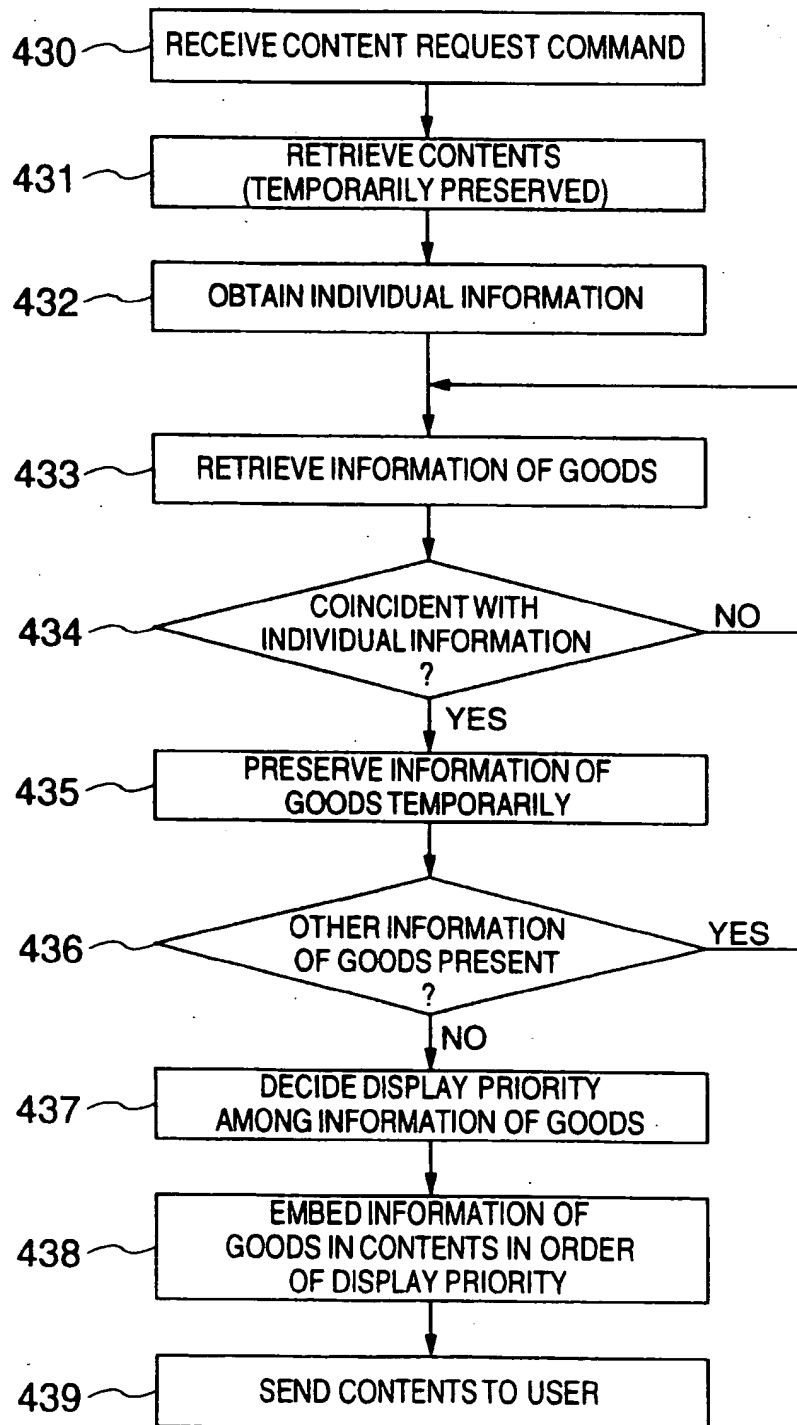 430
RECEIVE CONTENT REQUEST COMMAND
431
RETRIEVE CONTENTS
(TEMPORARILY PRESERVED)
432
OBTAIN INDIVIDUAL INFORMATION
433
RETRIEVE INFORMATION OF GOODS
434
COINCIDENT WITH
INDIVIDUAL INFORMATION
?
NO
YES
435
PRESERVE INFORMATION OF
GOODS TEMPORARILY
436
OTHER INFORMATION
OF GOODS PRESENT
?
YES
NO
437
DECIDE DISPLAY PRIORITY
AMONG INFORMATION OF GOODS
438
EMBED INFORMATION OF
GOODS IN CONTENTS IN ORDER
OF DISPLAY PRIORITY
439
SEND CONTENTS TO USER